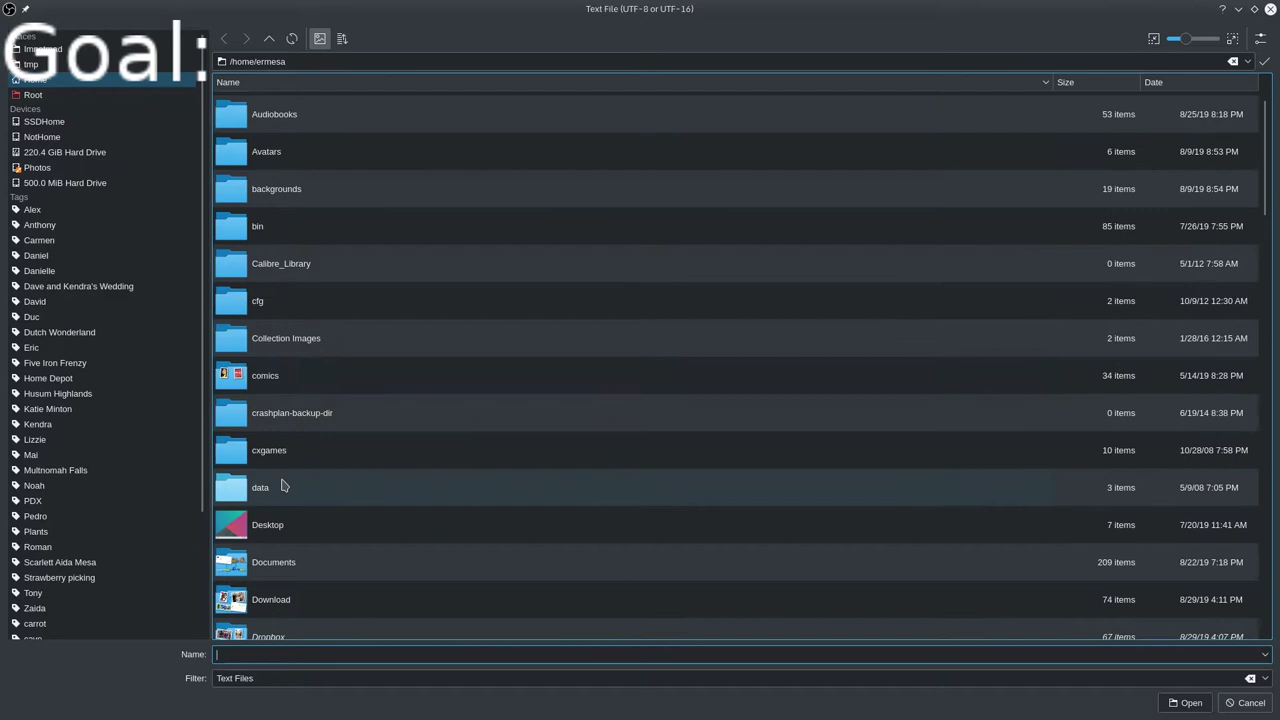 Text File (UTF-8 or UTF-16)
Goal:
tmp
Root
Devices
SSDHome
NotHome
220.4 GiB Hard Drive
Photos
500.0 MiB Hard Drive
Tags
Alex
Anthony
Carmen
Daniel
Danielle
Dave and Kendra's Wedding
David
Duc
Dutch Wonderland
Eric
Five Iron Frenzy
Home Depot
Husum Highlands
Katie Minton
Kendra
Lizzie
Mai
Multnomah Falls
Noah
PDX
Pedro
Plants
Roman
Scarlett Aida Mesa
Strawberry picking
Tony
Zaida
carrot
/home/ermesa
Name Size Date
Audiobooks 53 items 8/25/19 8:18 PM
Avatars 6 items 8/9/19 8:53 PM
backgrounds 19 items 8/9/19 8:54 PM
bin 85 items 7/26/19 7:55 PM
Calibre_Library 0 items 5/1/12 7:58 AM
cfg 2 items 10/9/12 12:30 AM
Collection Images 2 items 1/28/16 12:15 AM
comics 34 items 5/14/19 8:28 PM
crashplan-backup-dir 0 items 6/19/14 8:38 PM
cxgames 10 items 10/28/08 7:58 PM
data 3 items 5/9/08 7:05 PM
Desktop 7 items 7/20/19 11:41 AM
Documents 209 items 8/22/19 7:18 PM
Download 74 items 8/29/19 4:11 PM
Dropbox 67 items 8/29/19 4:07 PM
Name:
Filter: Text Files
Open Cancel